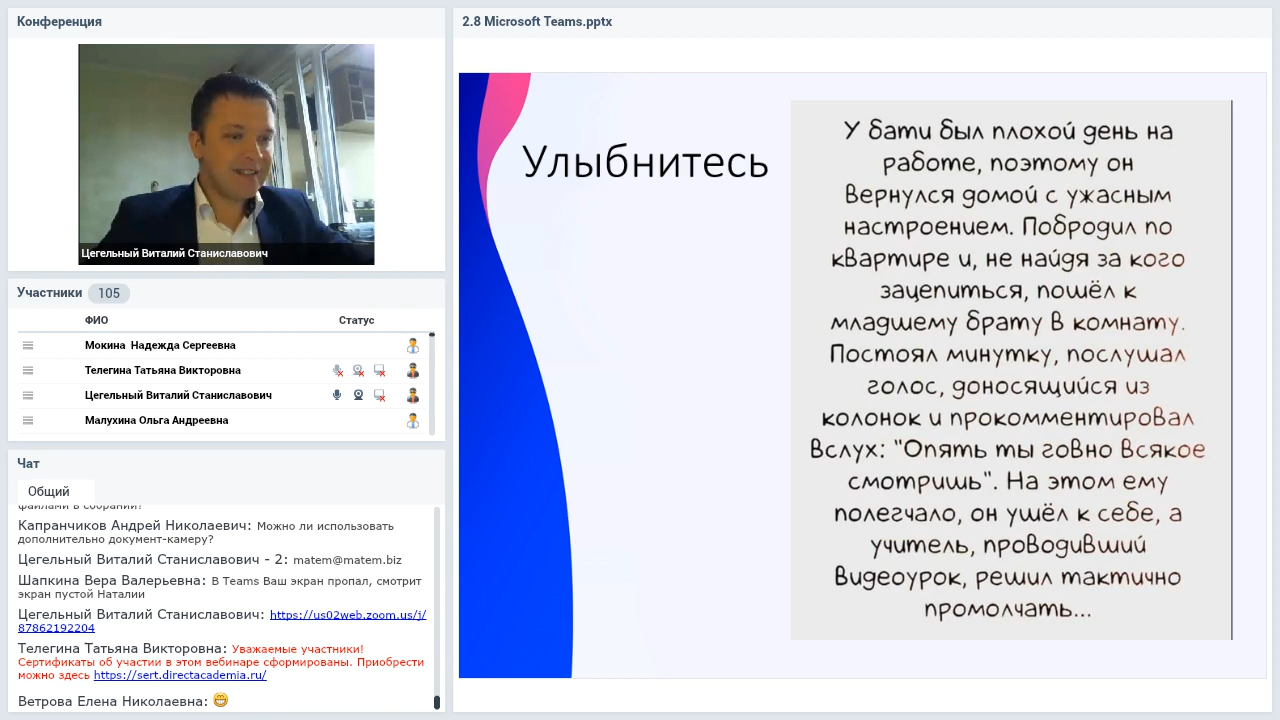 Конференция
Цегельный Виталий Станиславович
Участники 105
ФИО Статус
Мокина Надежда Сергеевна
Телегина Татьяна Викторовна
Цегельный Виталий Станиславович
Малухина Ольга Андреевна
Чат
Общий
файлами в собрании?
Капранчиков Андрей Николаевич: Можно ли использовать
дополнительно документ-камеру?
Цегельный Виталий Станиславович - 2: matem@matem.biz
Шапкина Вера Валерьевна: В Teams Ваш экран пропал, смотрит
экран пустой Наталии
Цегельный Виталий Станиславович: https://us02web.zoom.us/j/
87862192204
Телегина Татьяна Викторовна: Уважаемые участники!
Сертификаты об участии в этом вебинаре сформированы. Приобрести
можно здесь https://sert.directacademia.ru/
Ветрова Елена Николаевна:
2.8 Microsoft Teams.pptx
Улыбнитесь
У бати был плохой день на
работе, поэтому он
вернулся домой с ужасным
настроением. Побродил по
квартире и, не найдя за кого
зацепиться, пошёл к
младшему брату в комнату.
Постоял минутку, послушал
голос, доносящийся из
колонок и прокомментировал
вслух: "Опять ты говно всякое
смотришь". На этом ему
полегчало, он ушёл к себе, а
учитель, проводивший
видеоурок, решил тактично
промолчать...